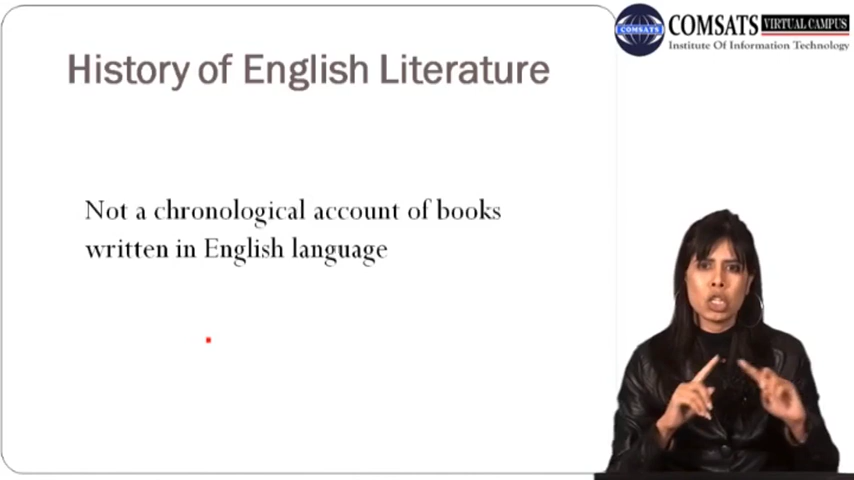 History of English Literature
COMSATS VIRTUAL CAMPUS
Institute Of Information Technology
Not a chronological account of books
written in English language